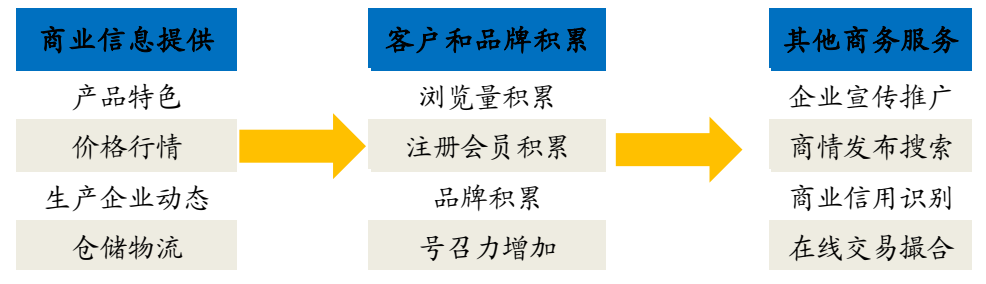 商业信息提供
产品特色
价格行情
生产企业动态
仓储物流
客户和品牌积累
浏览量积累
注册会员积累
品牌积累
号召力增加
其他商务服务
企业宣传推广
商情发布搜索
商业信用识别
在线交易撮合